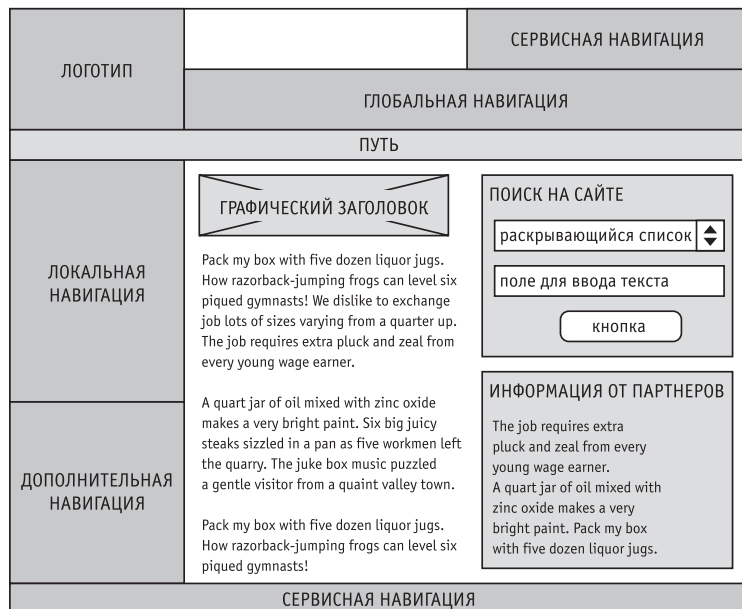 ЛОГОТИП
СЕРВИСНАЯ НАВИГАЦИЯ
ГЛОБАЛЬНАЯ НАВИГАЦИЯ
ПУТЬ
ЛОКАЛЬНАЯ
НАВИГАЦИЯ
ДОПОЛНИТЕЛЬНАЯ
НАВИГАЦИЯ
ГРАФИЧЕСКИЙ ЗАГОЛОВОК
Pack my box with five dozen liquor jugs.
How razorback-jumping frogs can level six
piqued gymnasts! We dislike to exchange
job lots of sizes varying from a quarter up.
The job requires extra pluck and zeal from
every young wage earner.
A quart jar of oil mixed with zinc oxide
makes a very bright paint. Six big juicy
steaks sizzled in a pan as five workmen left
the quarry. The juke box music puzzled
a gentle visitor from a quaint valley town.
Pack my box with five dozen liquor jugs.
How razorback-jumping frogs can level six
piqued gymnasts!
ПОИСК НА САЙТЕ
раскрывающийся список
поле для ввода текста
кнопка
ИНФОРМАЦИЯ ОТ ПАРТНЕРОВ
The job requires extra
pluck and zeal from every
young wage earner.
A quart jar of oil mixed with
zinc oxide makes a very
bright paint. Pack my box
with five dozen liquor jugs.
СЕРВИСНАЯ НАВИГАЦИЯ